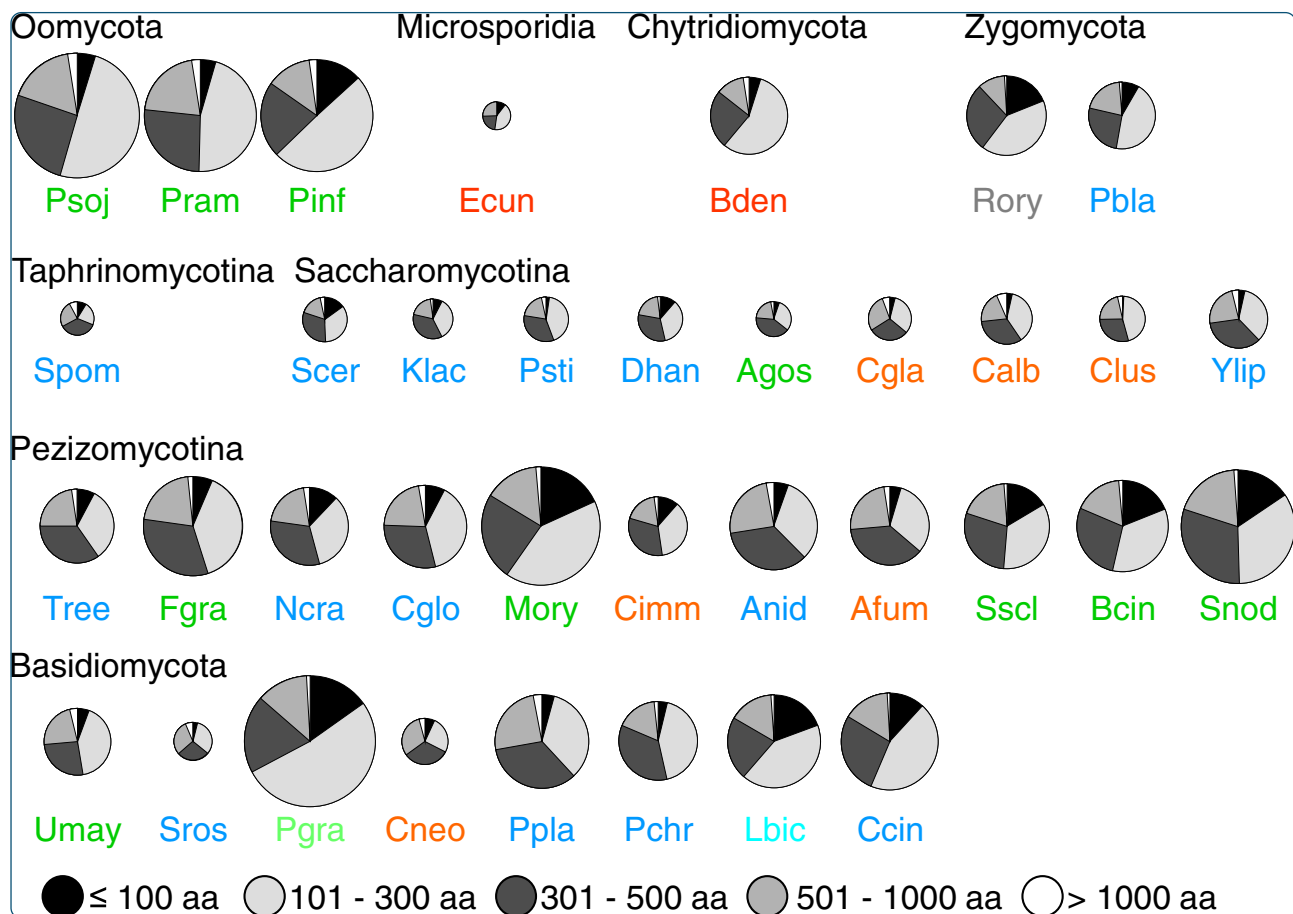 Oomycota Microsporidia Chytridiomycota Zygomycota
Psoj Pram Pinf Ecun Bden Rory Pbla
Taphrinomycotina Saccharomycotina
Spom Scer Klac Psti Dhan Agos Cgla Calb Clus Ylip
Pezizomycotina
Tree Fgra Ncra Cglo Mory Cimm Anid Afum Sscl Bcin Snod
Basidiomycota
Umay Sros Pgra Cneo Ppla Pchr Lbic Ccin
≤ 100 aa 101 - 300 aa 301 - 500 aa 501 - 1000 aa > 1000 aa